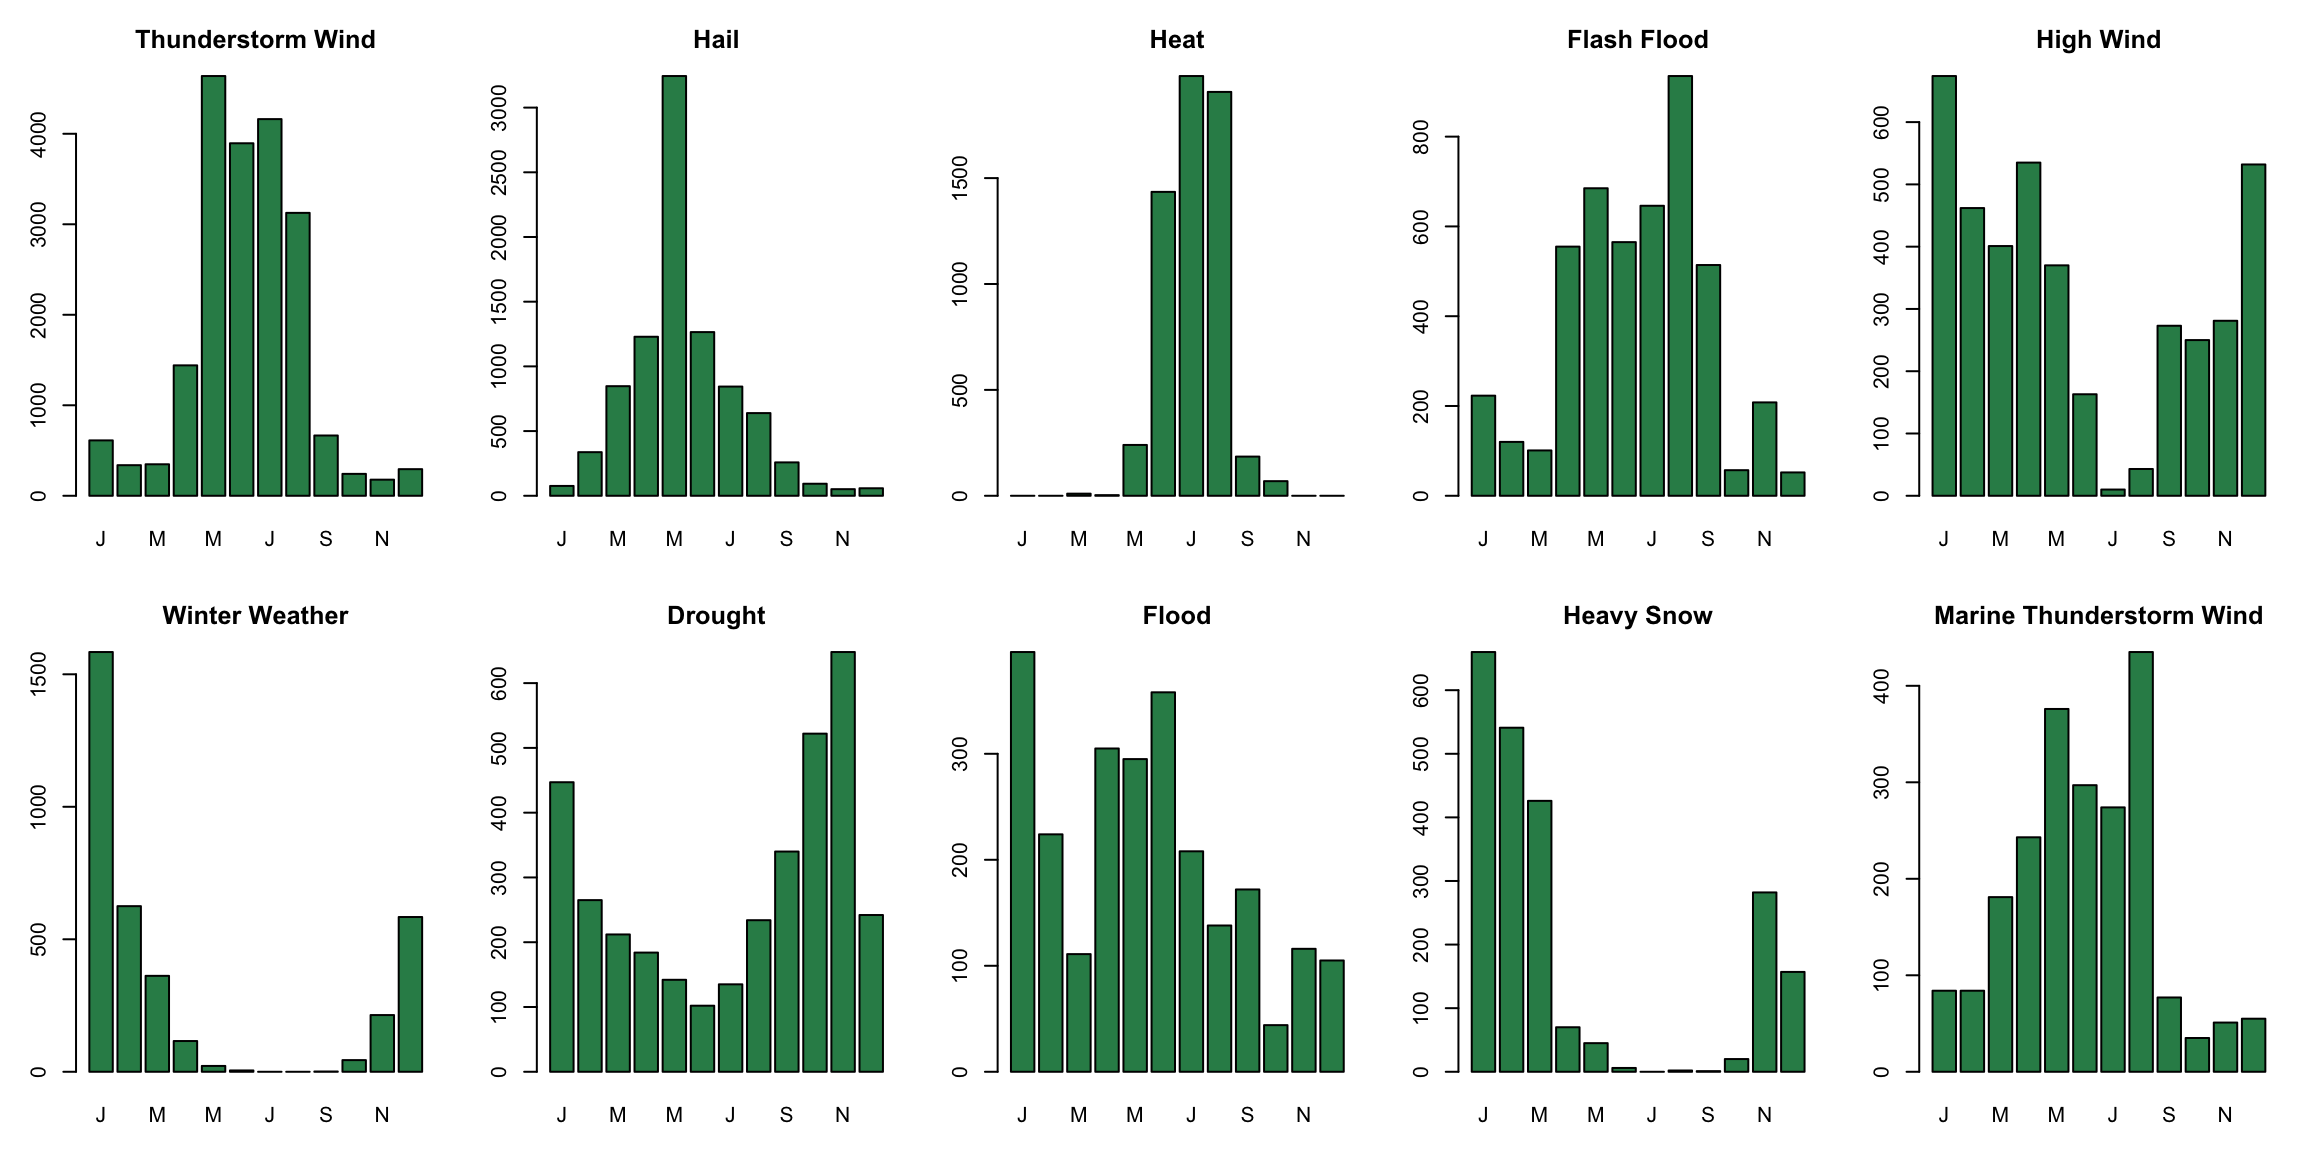 Thunderstorm Wind
0 1000 2000 3000 4000
J M M J S N
Hail
0 500 1000 1500 2000 2500 3000
J M M J S N
Heat
0 500 1000 1500
J M M J S N
Flash Flood
0 200 400 600 800
J M M J S N
High Wind
0 100 200 300 400 500 600
J M M J S N
Winter Weather
0 500 1000 1500
J M M J S N
Drought
0 100 200 300 400 500 600
J M M J S N
Flood
0 100 200 300
J M M J S N
Heavy Snow
0 100 200 300 400 500 600
J M M J S N
Marine Thunderstorm Wind
0 100 200 300 400
J M M J S N